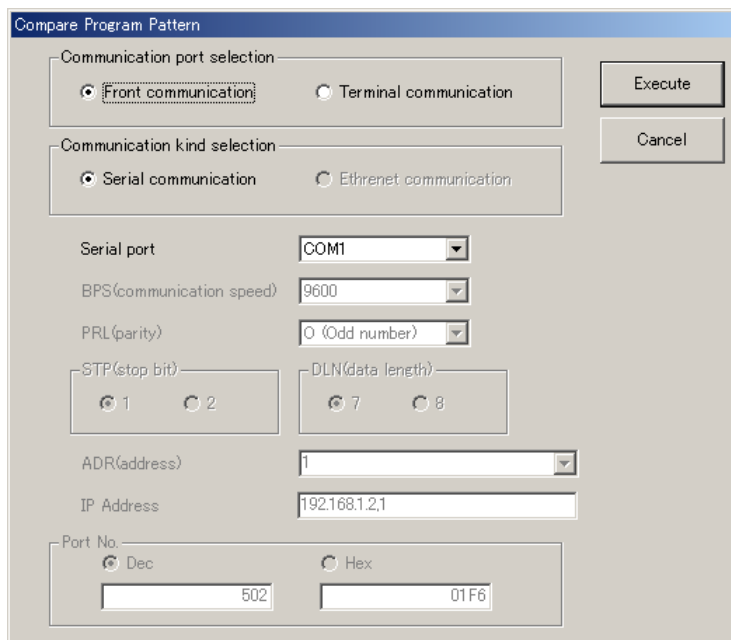 Compare Program Pattern
Communication port selection
Front communication
Terminal communication
Execute
Communication kind selection
Cancel
Serial communication
Ethrenet communication
Serial port
COM1
BPS(communication speed)
9600
PRL(parity)
O (Odd number)
STP(stop bit)
DLN(data length)
1
2
7
8
ADR(address)
1
IP Address
192.168.1.2,1
Port No.
Dec
Hex
502
01F6